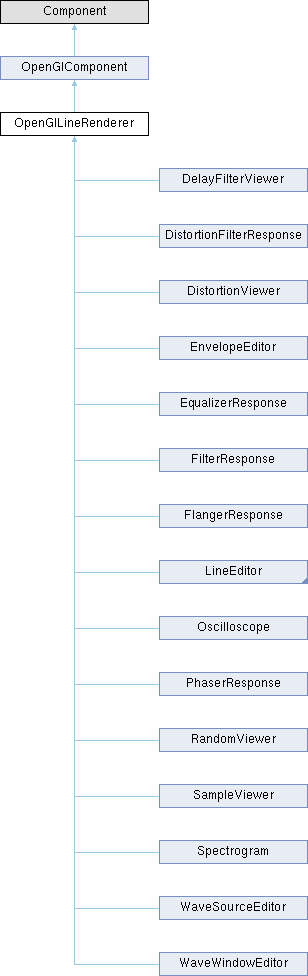 Component
OpenGlComponent
OpenGlLineRenderer
DelayFilterViewer
DistortionFilterResponse
DistortionViewer
EnvelopeEditor
EqualizerResponse
FilterResponse
FlangerResponse
LineEditor
Oscilloscope
PhaserResponse
RandomViewer
SampleViewer
Spectrogram
WaveSourceEditor
WaveWindowEditor